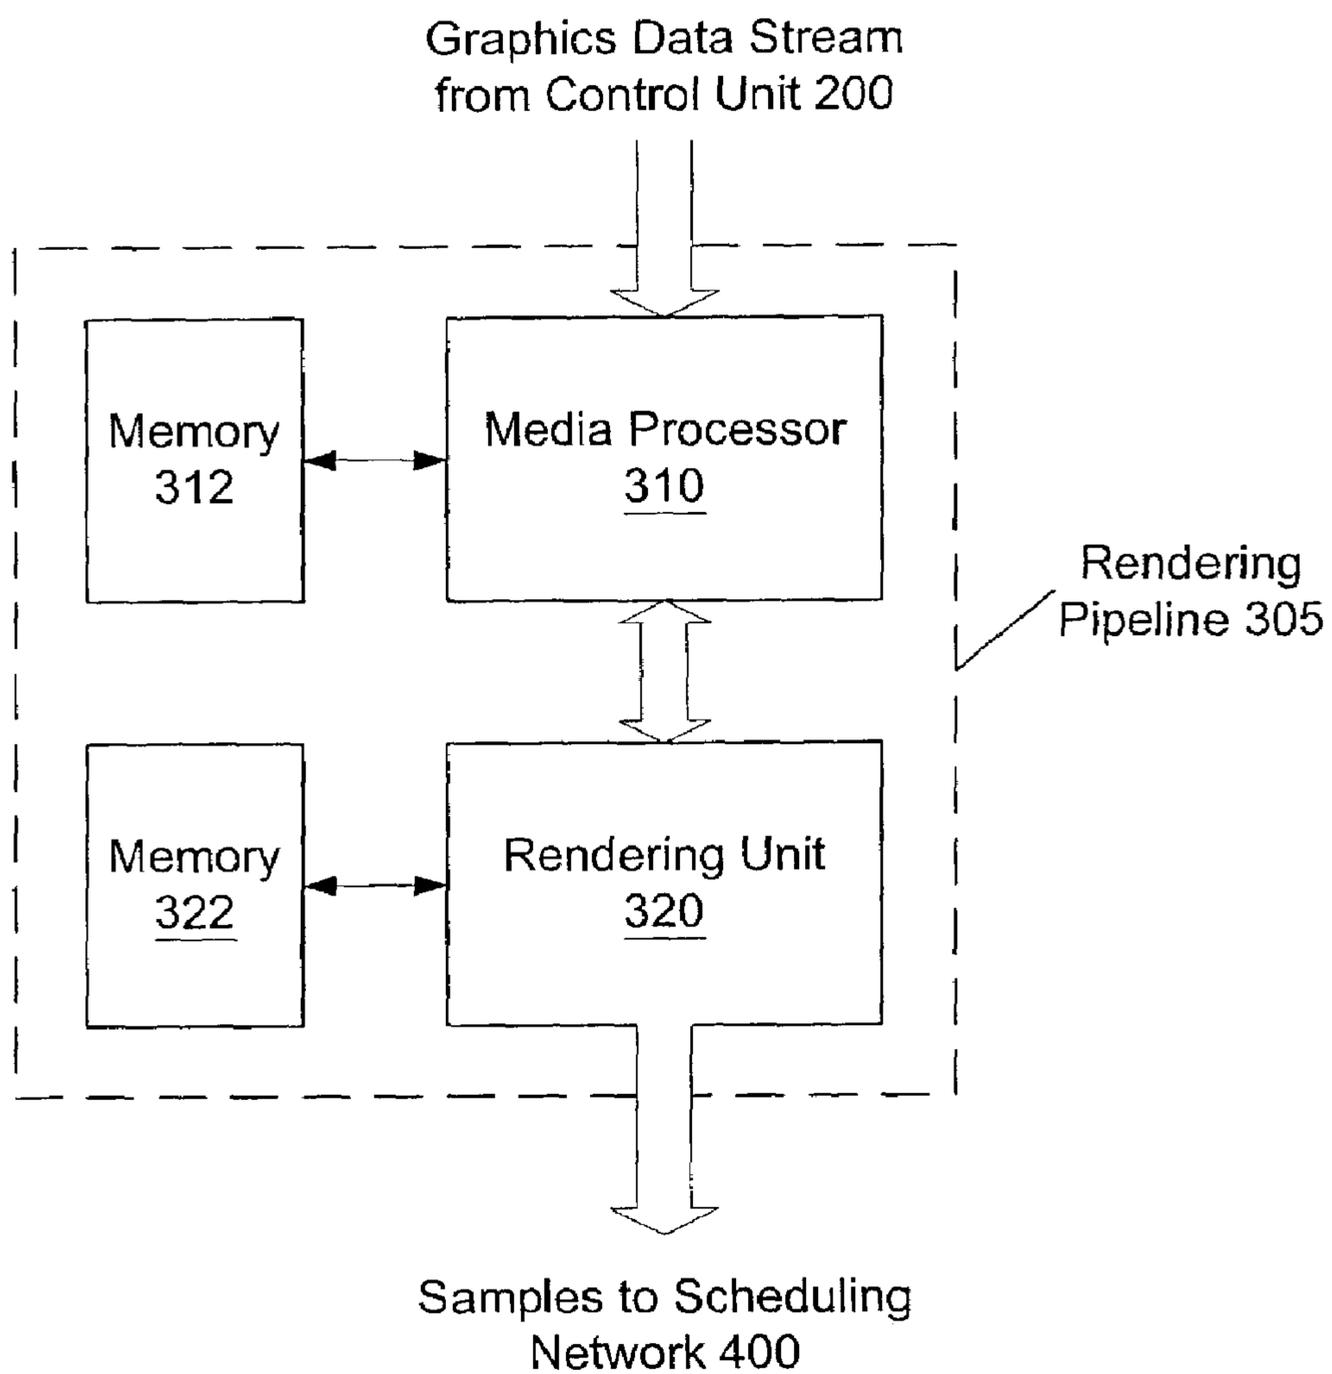 Graphics Data Stream
from Control Unit 200
Memory
312
Media Processor
310
Rendering
Pipeline 305
Memory
322
Rendering Unit
320
Samples to Scheduling
Network 400